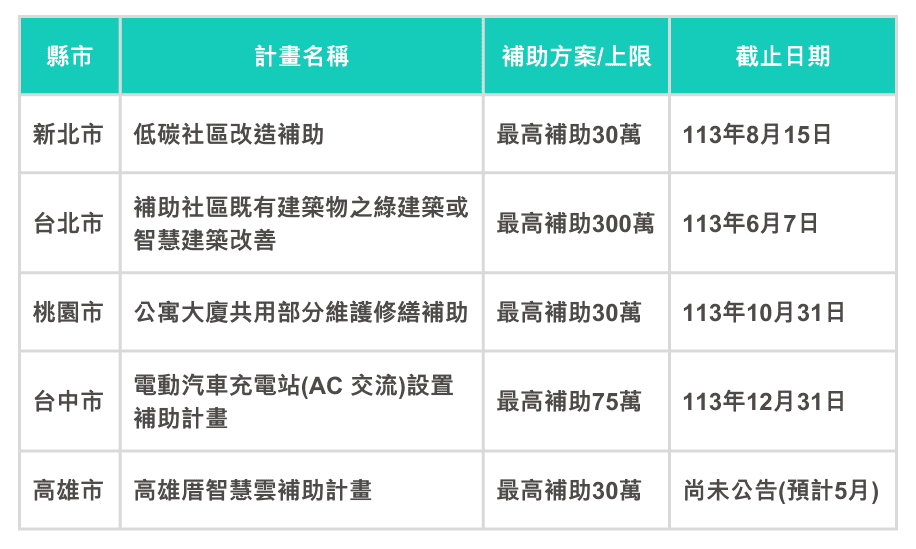 縣市 計畫名稱 補助方案/上限 截止日期
新北市 低碳社區改造補助 最高補助30萬 113年8月15日
台北市 補助社區既有建築物之綠建築或
智慧建築改善 最高補助300萬 113年6月7日
桃園市 公寓大廈共用部分維護修繕補助 最高補助30萬 113年10月31日
台中市 電動汽車充電站(AC 交流)設置
補助計畫 最高補助75萬 113年12月31日
高雄市 高雄厝智慧雲補助計畫 最高補助30萬 尚未公告(預計5月)